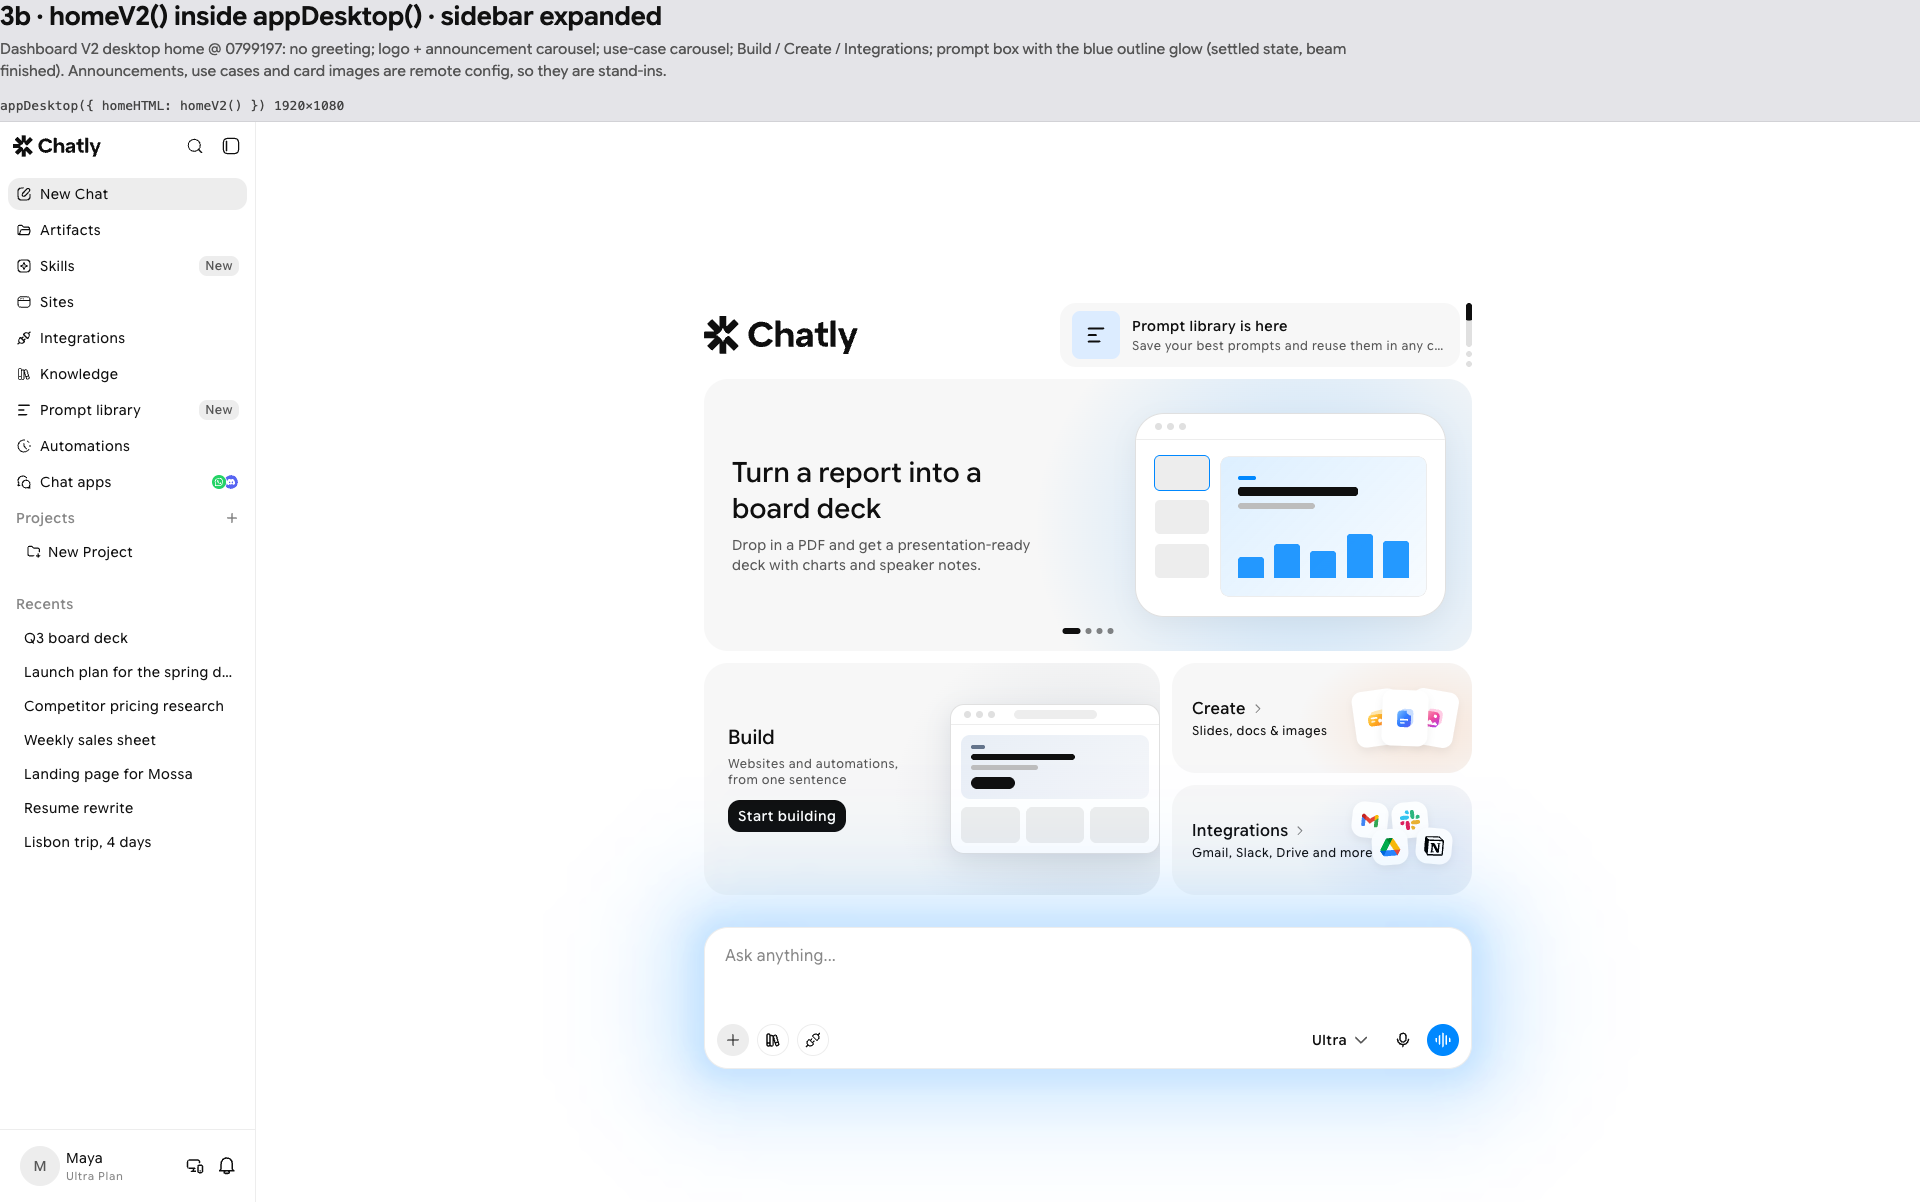 3b · homeV2() inside appDesktop() · sidebar expanded
Dashboard V2 desktop home @ 0799197: no greeting; logo + announcement carousel; use-case carousel; Build / Create / Integrations; prompt box with the blue outline glow (settled state, beam
finished). Announcements, use cases and card images are remote config, so they are stand-ins.
appDesktop({ homeHTML: homeV2() }) 1920×1080
Chatly
New Chat
Artifacts
Skills New
Sites
Integrations
Knowledge
Prompt library New
Automations
Chat apps
Projects
New Project
Recents
Q3 board deck
Launch plan for the spring d...
Competitor pricing research
Weekly sales sheet
Landing page for Mossa
Resume rewrite
Lisbon trip, 4 days
M
Maya
Ultra Plan
Chatly
Prompt library is here
Save your best prompts and reuse them in any c...
Turn a report into a
board deck
Drop in a PDF and get a presentation-ready
deck with charts and speaker notes.
Build
Websites and automations,
from one sentence
Start building
Create
Slides, docs & images
Integrations
Gmail, Slack, Drive and more
Ask anything...
Ultra